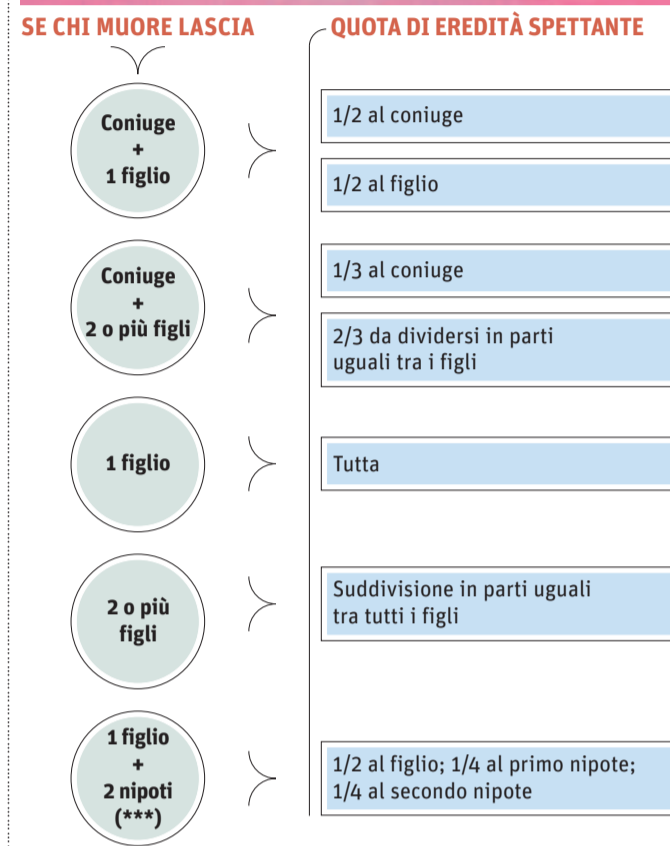 SE CHI MUORE LASCIA
QUOTA DI EREDITÀ SPETTANTE
Coniuge
+
1 figlio
1/2 al coniuge
1/2 al figlio
Coniuge
+
2 o più figli
1/3 al coniuge
2/3 da dividersi in parti
uguali tra i figli
1 figlio
Tutta
2 o più
figli
Suddivisione in parti uguali
tra tutti i figli
1 figlio
+
2 nipoti
(***)
1/2 al figlio; 1/4 al primo nipote;
1/4 al secondo nipote